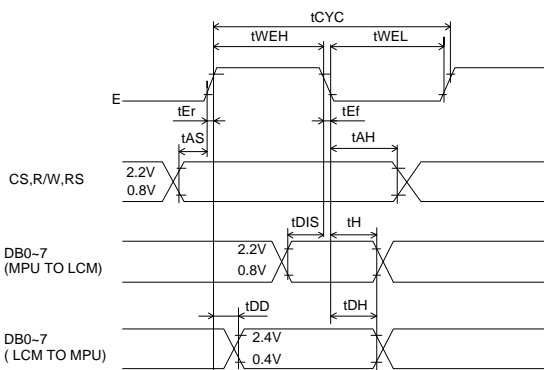 tCYC
tWEH tWEL
E
tEr tEf
tAS tAH
CS,R/W,RS
2.2V
0.8V
tDIS tH
DB0~7
(MPU TO LCM)
2.2V
0.8V
tDD tDH
DB0~7
( LCM TO MPU)
2.4V
0.4V